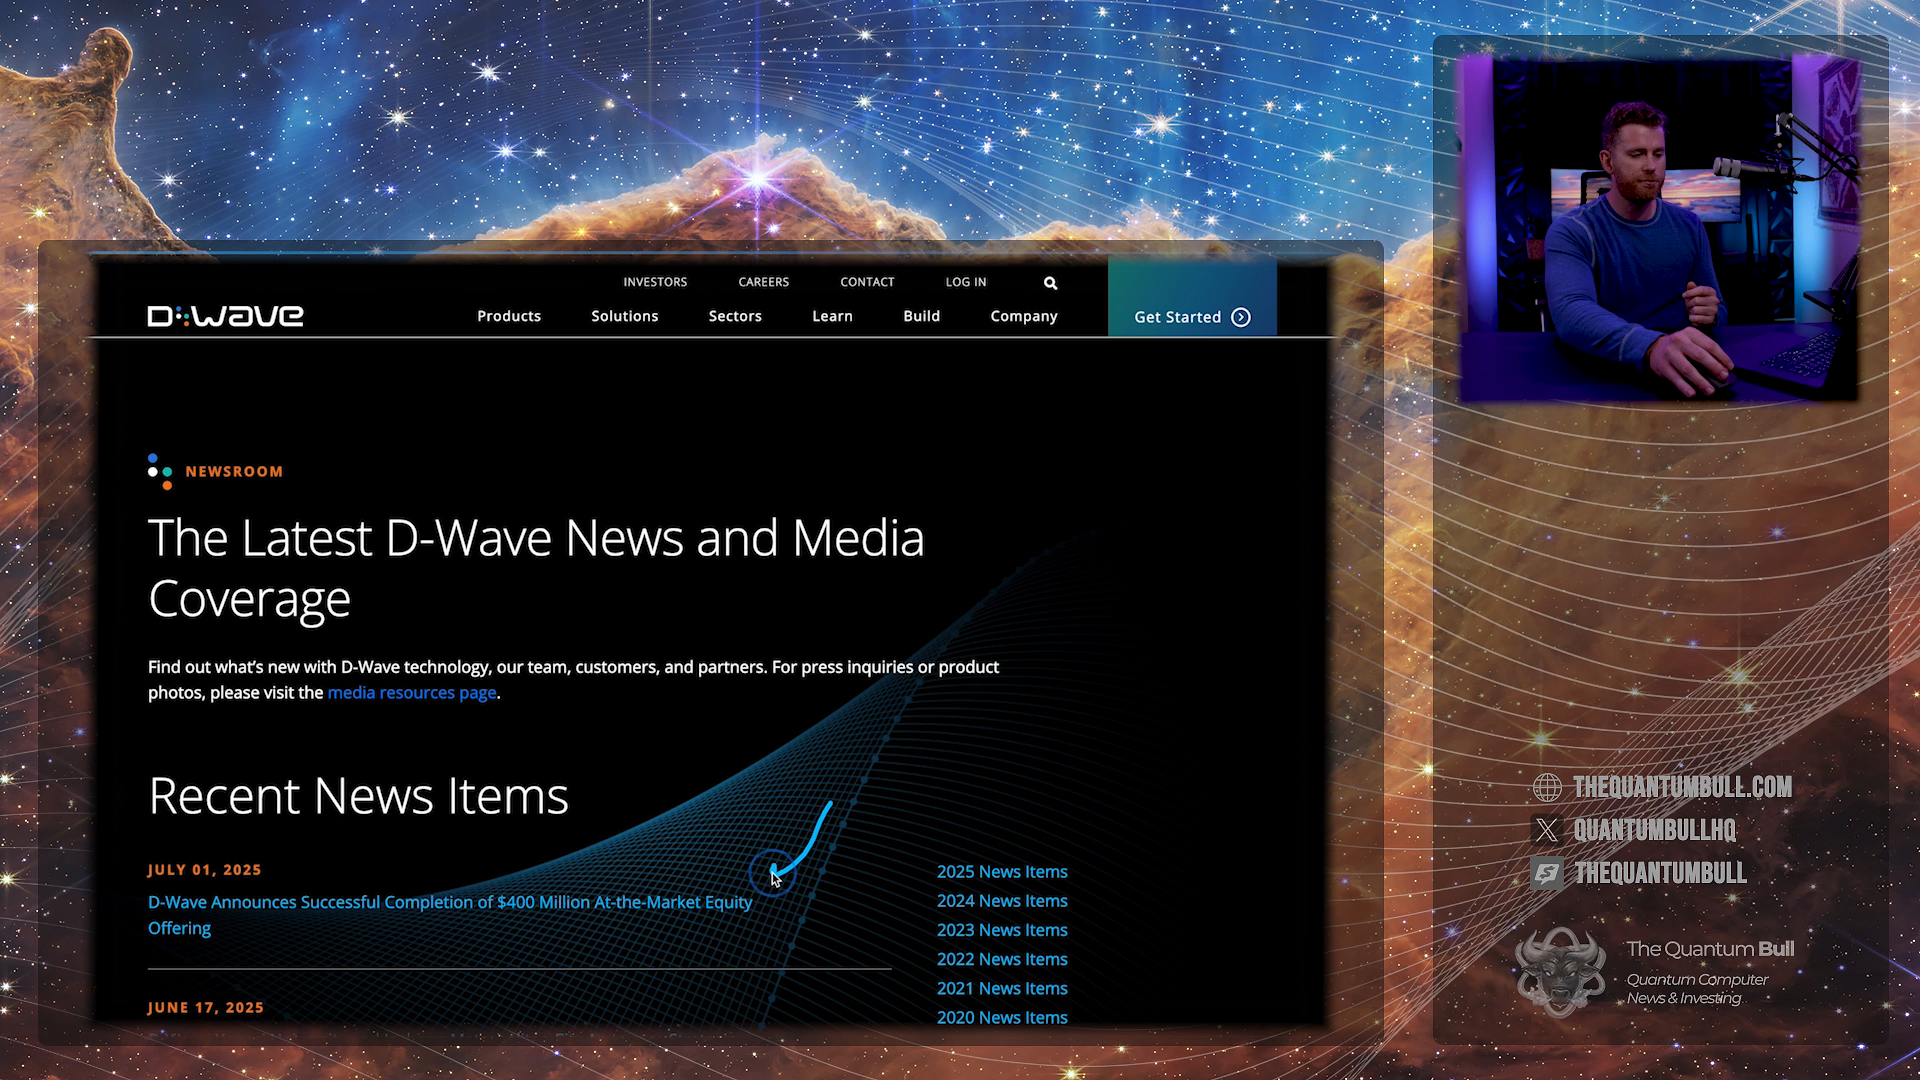 INVESTORS CAREERS CONTACT LOG IN
D-WAVE Products Solutions Sectors Learn Build Company Get Started
NEWSROOM
The Latest D-Wave News and Media
Coverage
Find out what's new with D-Wave technology, our team, customers, and partners. For press inquiries or product
photos, please visit the media resources page.
Recent News Items
JULY 01, 2025
D-Wave Announces Successful Completion of $400 Million At-the-Market Equity
Offering
JUNE 17, 2025
2025 News Items
2024 News Items
2023 News Items
2022 News Items
2021 News Items
2020 News Items
THEQUANTUMBULL.COM
QUANTUMBULLHQ
THEQUANTUMBULL
The Quantum Bull
Quantum Computer
News & Investing